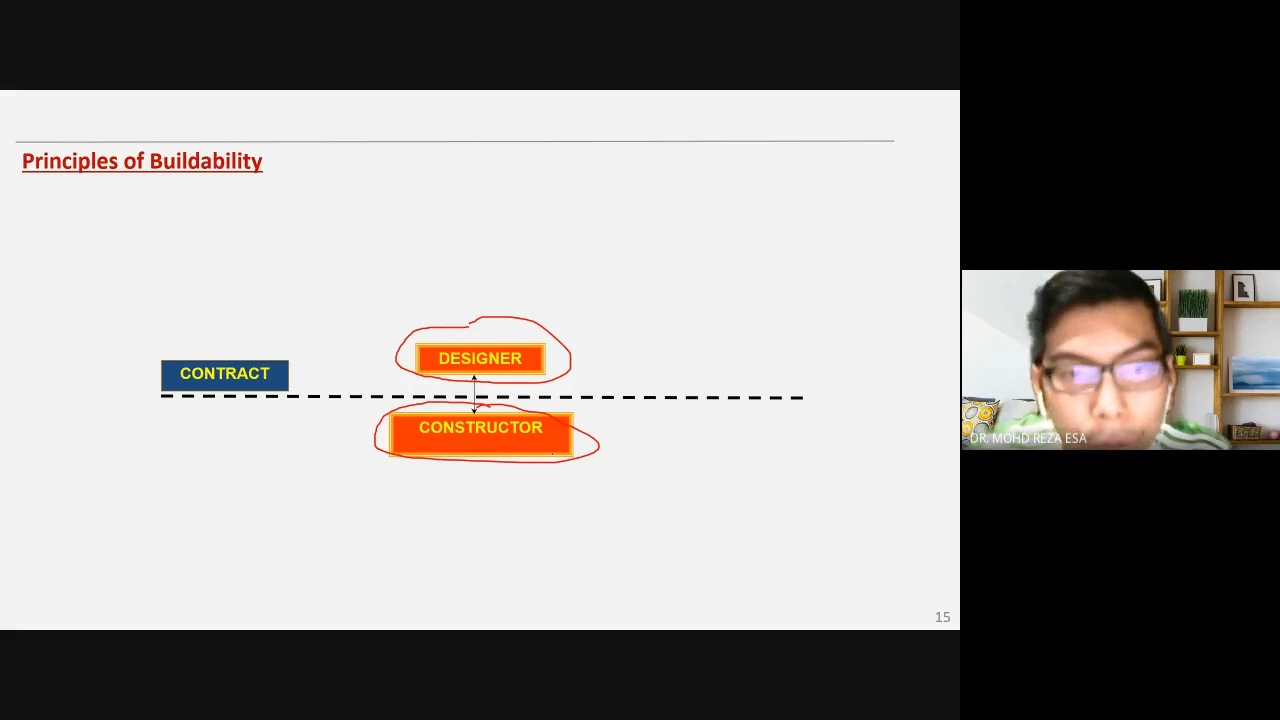 Principles of Buildability
DESIGNER
CONTRACT
CONSTRUCTOR
DR. MOHD REZA ESA
15